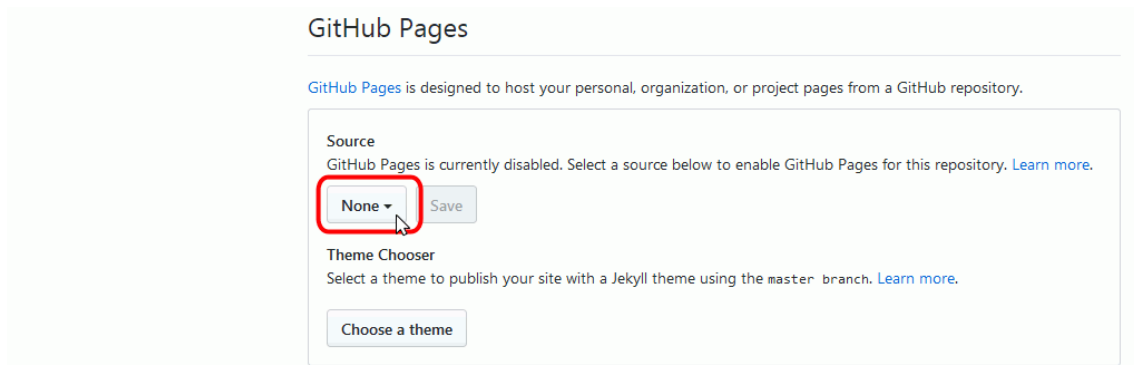 GitHub Pages
GitHub Pages is designed to host your personal, organization, or project pages from a GitHub repository.
Source
GitHub Pages is currently disabled. Select a source below to enable GitHub Pages for this repository. Learn more.
None Save
Theme Chooser
Select a theme to publish your site with a Jekyll theme using the master branch. Learn more.
Choose a theme